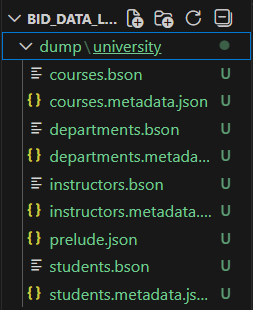 BID_DATA_L...
dump\university
courses.bson U
{} courses.metadata.json U
departments.bson U
{} departments.metada... U
instructors.bson U
{} instructors.metadata.... U
{} prelude.json U
students.bson U
{} students.metadata.js... U